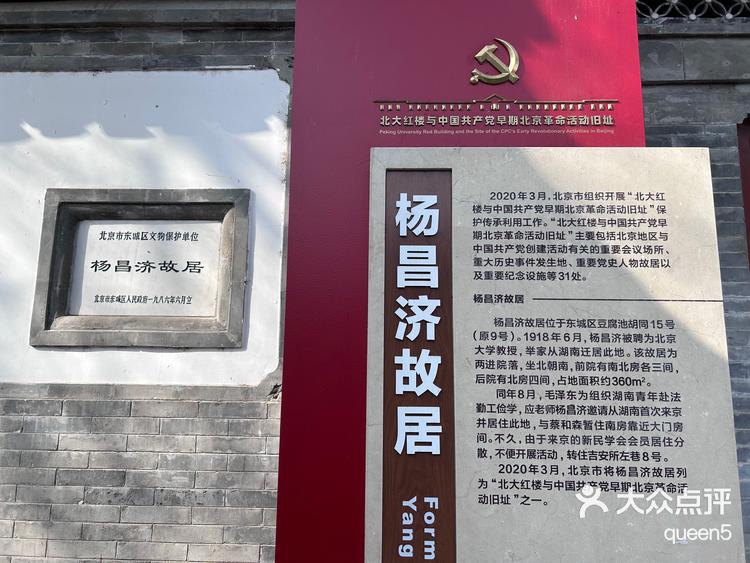 北京市东城区文物保护单位
杨昌济故居
北京市东城区人民政府一九八六年六月立
北大红楼与中国共产党早期北京革命活动旧址
Peking University Red Building and the Site of the CPC's Early Revolutionary Activities in Beijing
杨昌济故居
Form
Yang
2020年3月，北京市组织开展“北大红
楼与中国共产党早期北京革命活动旧址”保
护传承利用工作。“北大红楼与中国共产党早
期北京革命活动旧址”主要包括北京地区与
中国共产党创建活动有关的重要会议场所、
重大历史事件发生地、重要党史人物故居以
及重要纪念设施等31处。
杨昌济故居
杨昌济故居位于东城区豆腐池胡同15号
（原9号）。1918年6月，杨昌济被聘为北京
大学教授，举家从湖南迁居此地。该故居为
两进院落，坐北朝南，前院有南北房各三间，
后院有北房四间，占地面积约360m²。
同年8月，毛泽东为组织湖南青年赴法
勤工俭学，应老师杨昌济邀请从湖南首次来京
并居住此地，与蔡和森暂住南房靠近大门房
间。不久，由于来京的新民学会会员居住分
散，不便开展活动，转住吉安所左巷8号。
2020年3月，北京市将杨昌济故居列
为“北大红楼与中国共产党早期北京革命活
动旧址”之一。
大众点评
queen5